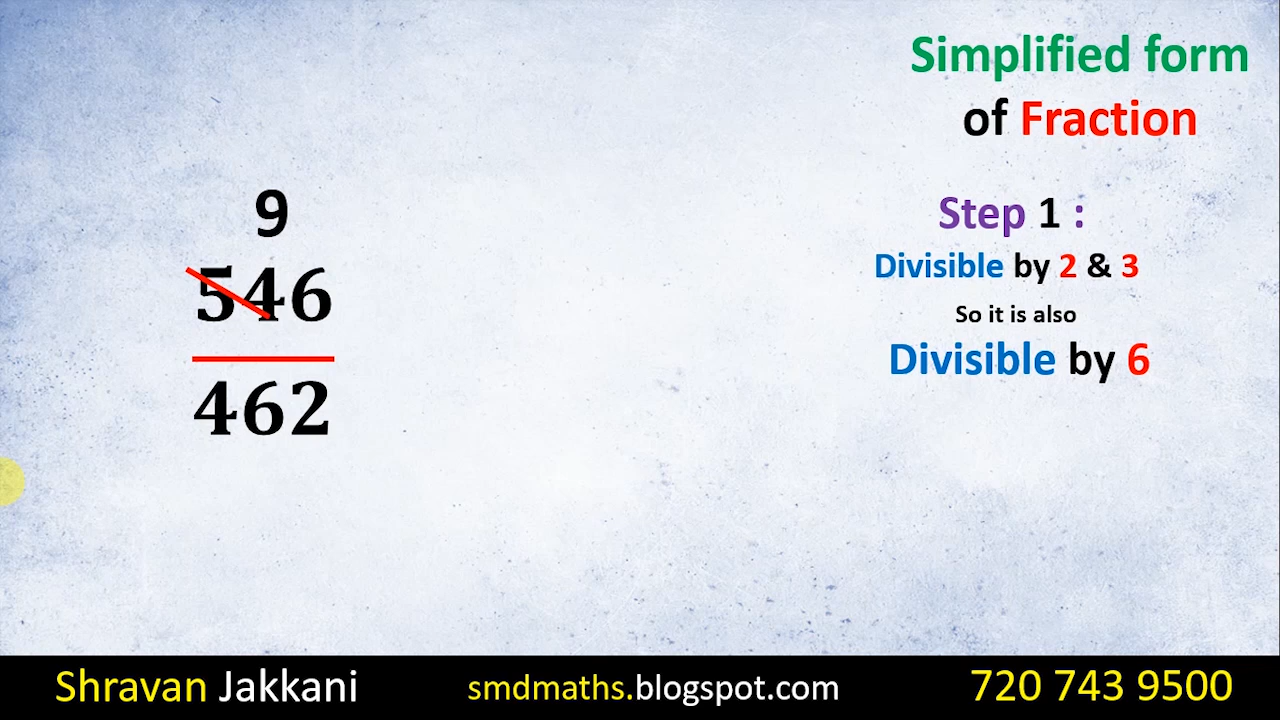 Simplified form
of Fraction
9
546
462
Step 1 :
Divisible by 2 & 3
So it is also
Divisible by 6
Shravan Jakkani
smdmaths.blogspot.com
720 743 9500